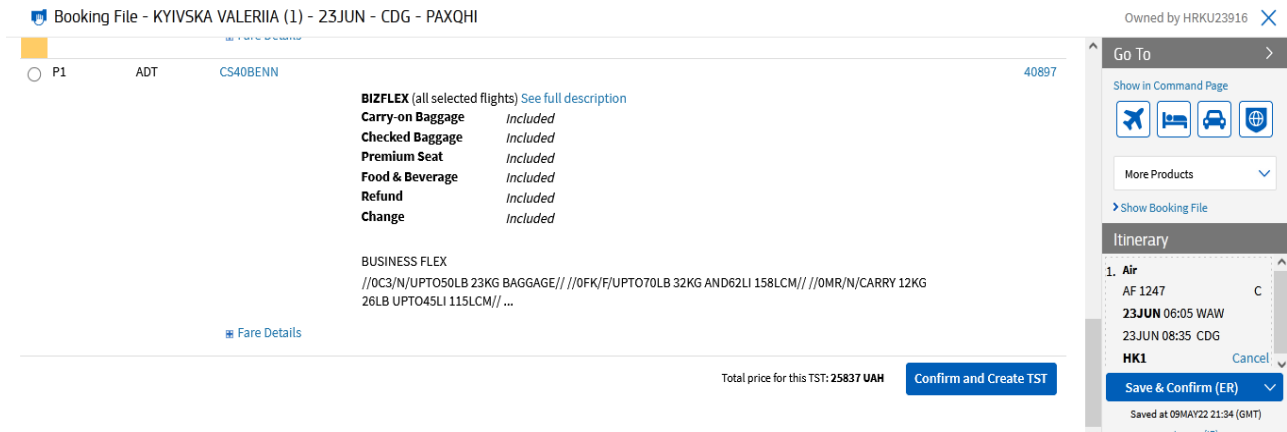 Booking File - KYIVSKA VALERIIA (1) - 23JUN - CDG - PAXQHI
Owned by HRKU23916
Fare Details
P1 ADT CS40BENN 40897
BIZFLEX (all selected flights) See full description
Carry-on Baggage Included
Checked Baggage Included
Premium Seat Included
Food & Beverage Included
Refund Included
Change Included
BUSINESS FLEX
//0C3/N/UPTO50LB 23KG BAGGAGE// //0FK/F/UPTO70LB 32KG AND62LI 158LCM// //0MR/N/CARRY 12KG
26LB UPTO45LI 115LCM// ...
Fare Details
Total price for this TST: 25837 UAH
Confirm and Create TST
Go To
Show in Command Page
More Products
Show Booking File
Itinerary
1. Air
AF 1247 C
23JUN 06:05 WAW
23JUN 08:35 CDG
HK1 Cancel
Save & Confirm (ER)
Saved at 09MAY22 21:34 (GMT)